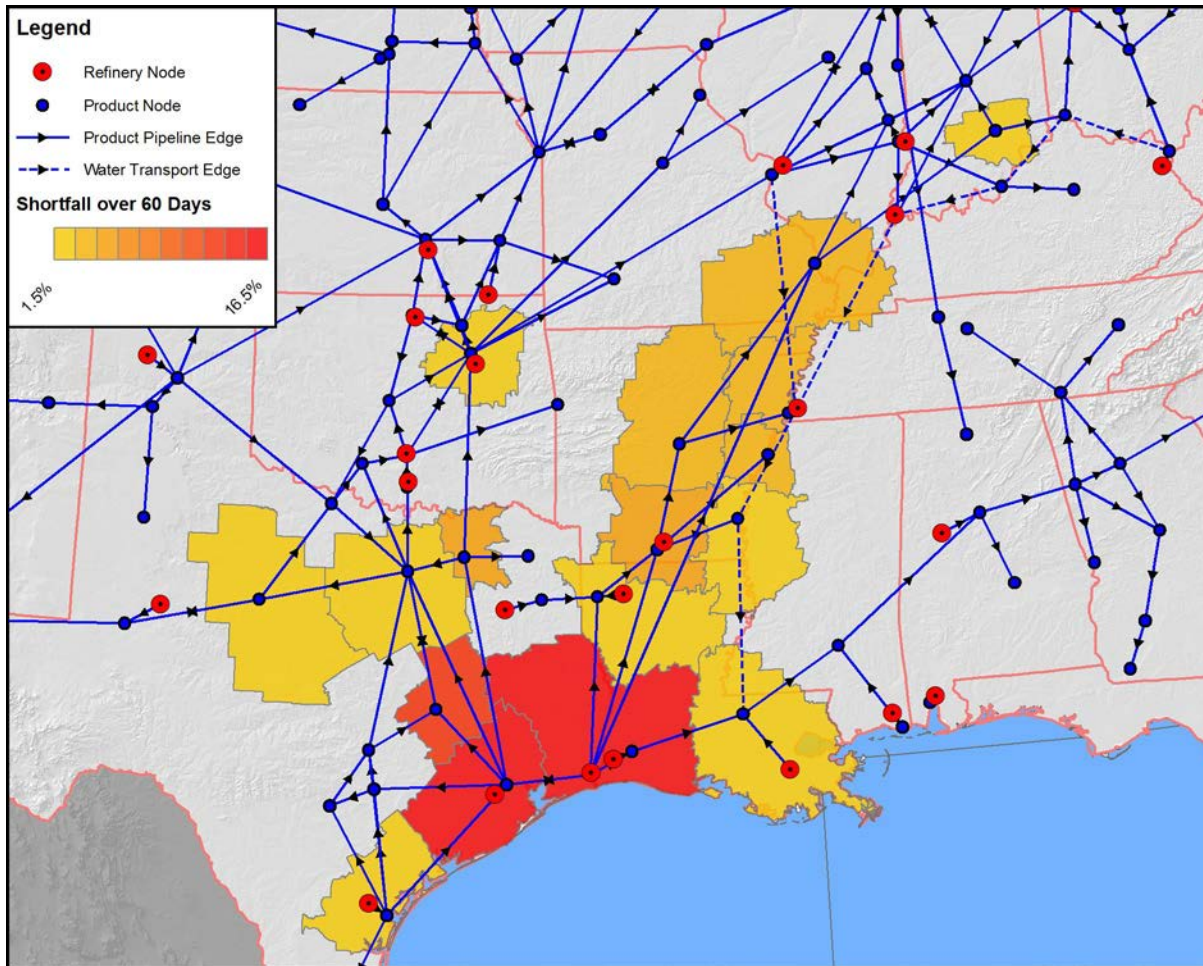 Legend
Refinery Node
Product Node
Product Pipeline Edge
Water Transport Edge
Shortfall over 60 Days
1.5%
16.5%